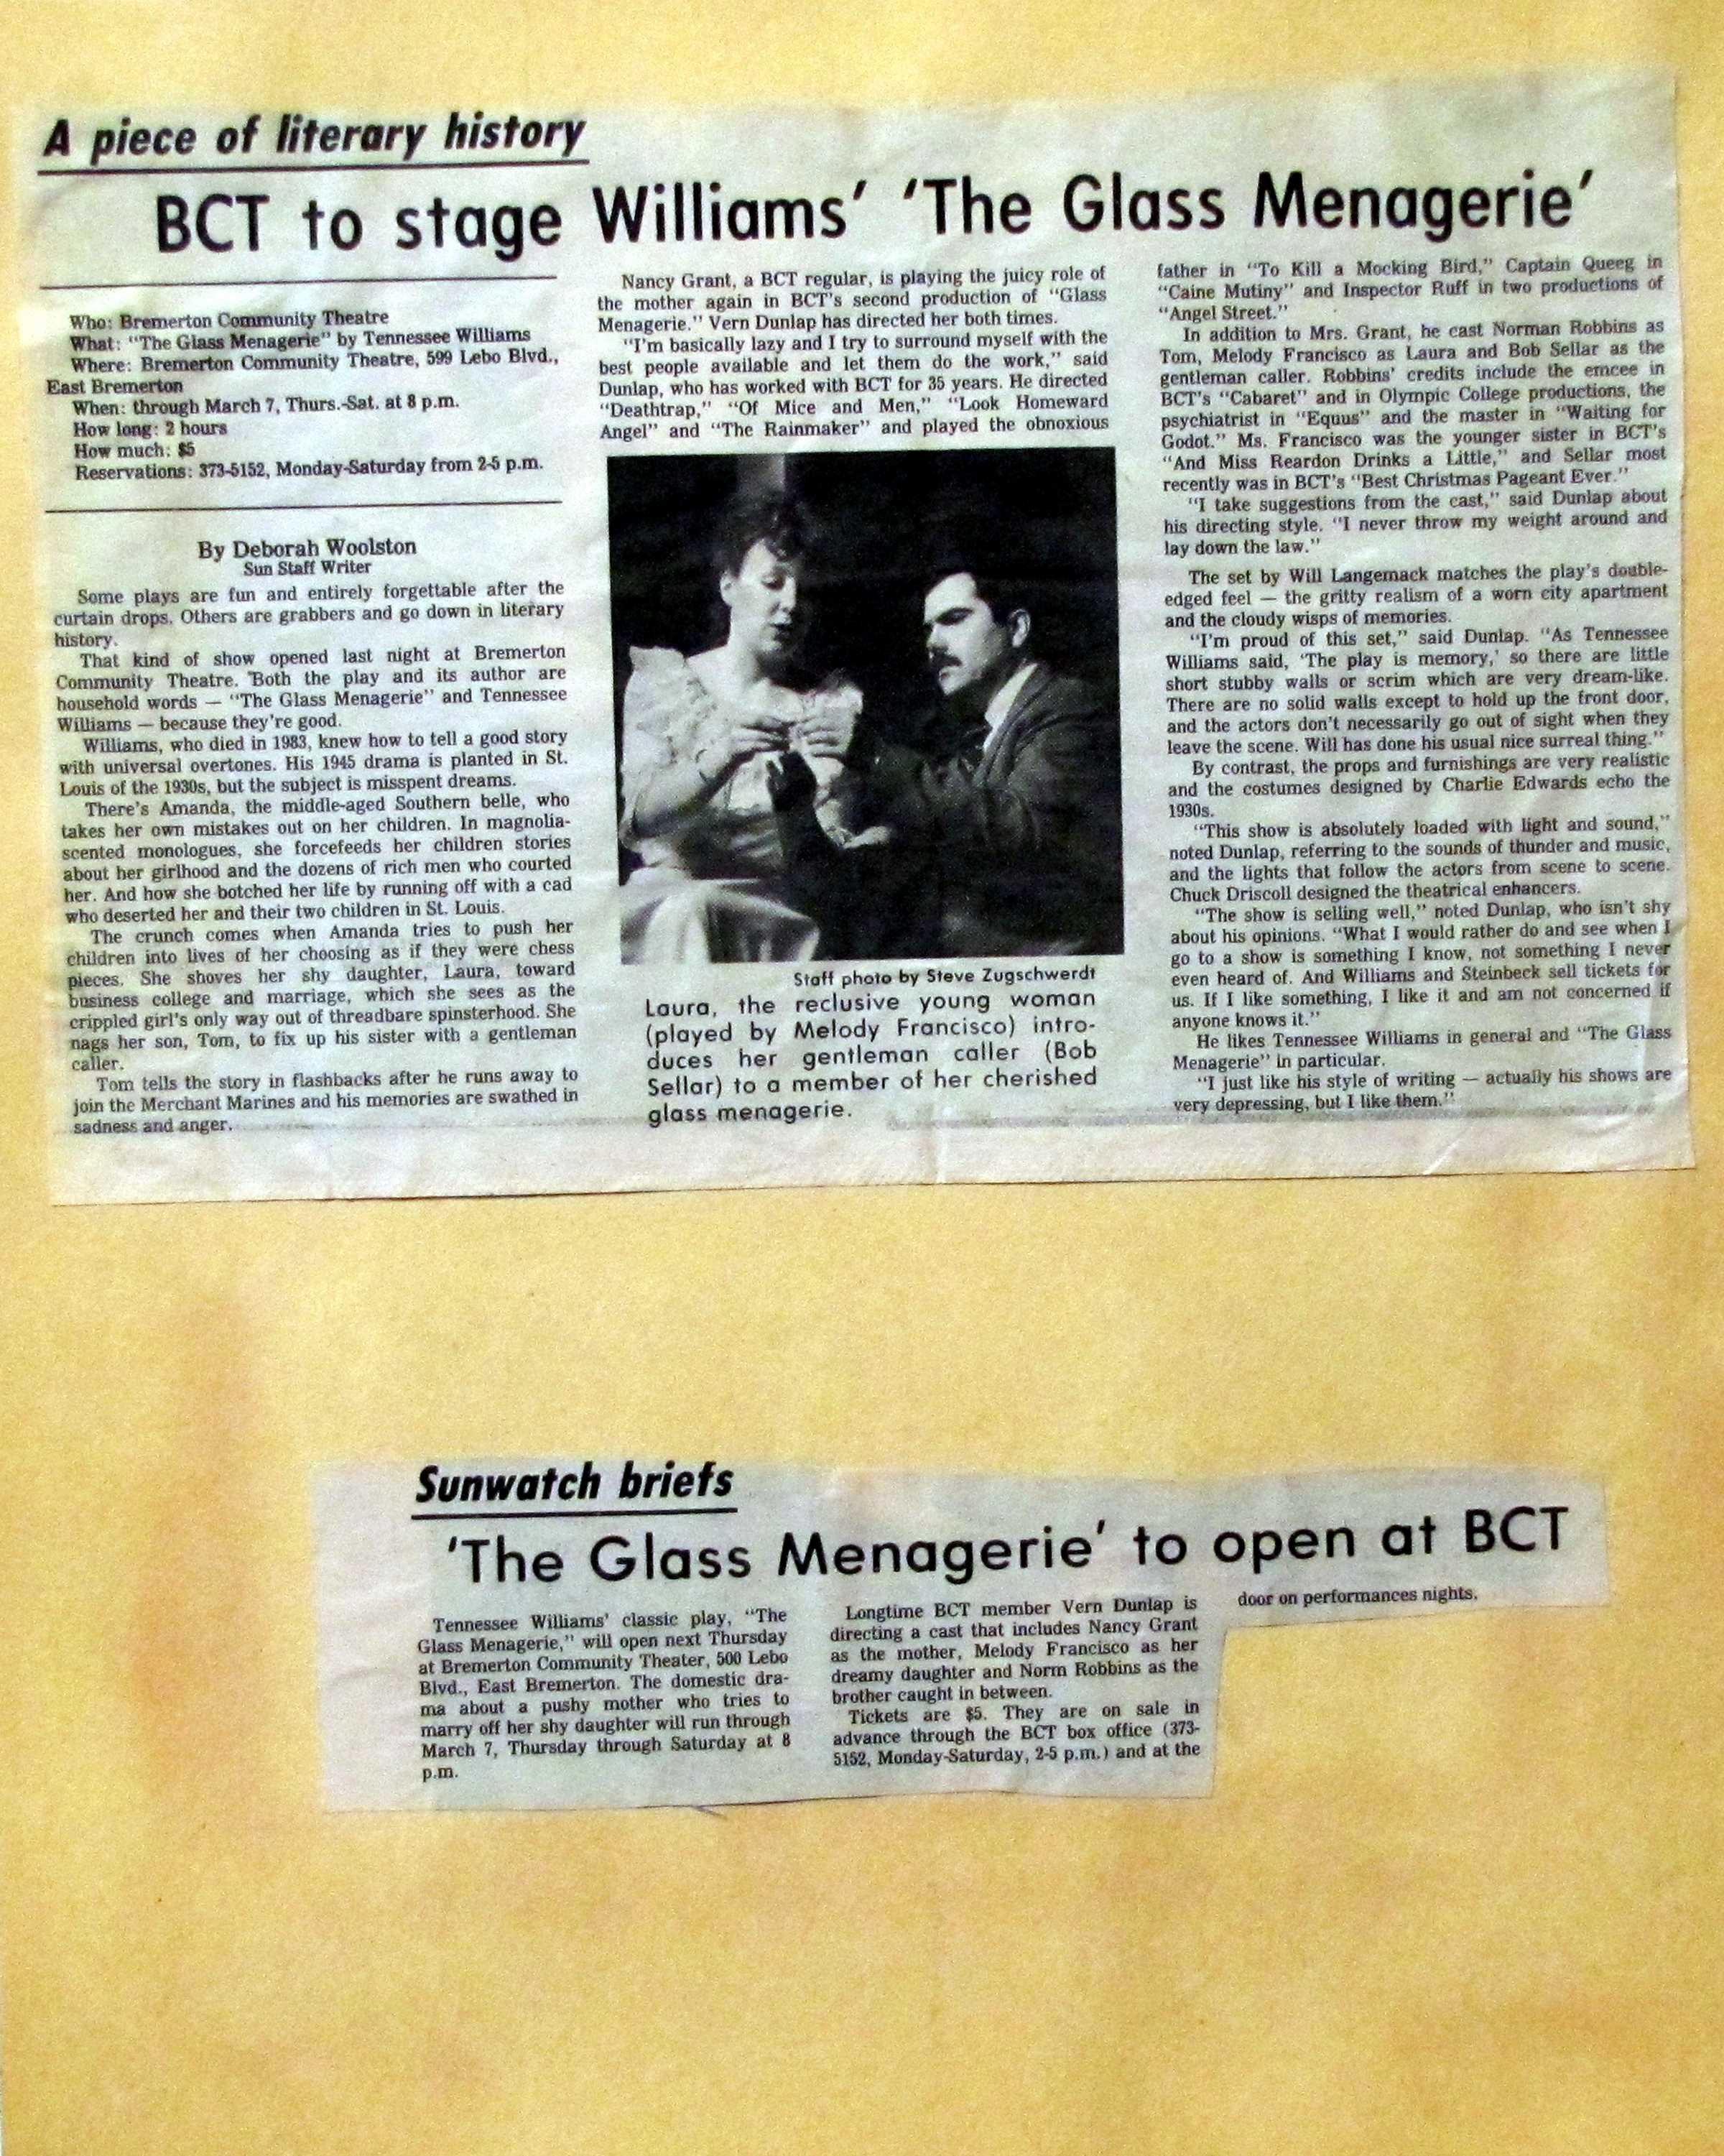 A piece of literary history
BCT to stage Williams' 'The Glass Menagerie'
Who: Bremerton Community Theatre
What: "The Glass Menagerie" by Tennessee Williams
Where: Bremerton Community Theatre, 599 Lebo Blvd.,
East Bremerton
When: through March 7, Thurs.-Sat. at 8 p.m.
How long: 2 hours
How much: $5
Reservations: 373-5152, Monday-Saturday from 2-5 p.m.
By Deborah Woolston
Sun Staff Writer
Some plays are fun and entirely forgettable after the
curtain drops. Others are grabbers and go down in literary
history.
That kind of show opened last night at Bremerton
Community Theatre. Both the play and its author are
household words — "The Glass Menagerie" and Tennessee
Williams — because they're good.
Williams, who died in 1983, knew how to tell a good story
with universal overtones. His 1945 drama is planted in St.
Louis of the 1930s, but the subject is misspent dreams.
There's Amanda, the middle-aged Southern belle, who
takes her own mistakes out on her children. In magnolia-
scented monologues, she forcefeeds her children stories
about her girlhood and the dozens of rich men who courted
her. And how she botched her life by running off with a cad
who deserted her and their two children in St. Louis.
The crunch comes when Amanda tries to push her
children into lives of her choosing as if they were chess
pieces. She shoves her shy daughter, Laura, toward
business college and marriage, which she sees as the
crippled girl's only way out of threadbare spinsterhood. She
nags her son, Tom, to fix up his sister with a gentleman
caller.
Tom tells the story in flashbacks after he runs away to
join the Merchant Marines and his memories are swathed in
sadness and anger.
Nancy Grant, a BCT regular, is playing the juicy role of
the mother again in BCT's second production of "Glass
Menagerie." Vern Dunlap has directed her both times.
"I'm basically lazy and I try to surround myself with the
best people available and let them do the work," said
Dunlap, who has worked with BCT for 35 years. He directed
"Deathtrap," "Of Mice and Men," "Look Homeward
Angel" and "The Rainmaker" and played the obnoxious
Staff photo by Steve Zugschwerdt
Laura, the reclusive young woman
(played by Melody Francisco) intro-
duces her gentleman caller (Bob
Sellar) to a member of her cherished
glass menagerie.
father in "To Kill a Mocking Bird," Captain Queeg in
"Caine Mutiny" and Inspector Ruff in two productions of
"Angel Street."
In addition to Mrs. Grant, he cast Norman Robbins as
Tom, Melody Francisco as Laura and Bob Sellar as the
gentleman caller. Robbins' credits include the emcee in
BCT's "Cabaret" and in Olympic College productions, the
psychiatrist in "Equus" and the master in "Waiting for
Godot." Ms. Francisco was the younger sister in BCT's
"And Miss Reardon Drinks a Little," and Sellar most
recently was in BCT's "Best Christmas Pageant Ever."
"I take suggestions from the cast," said Dunlap about
his directing style. "I never throw my weight around and
lay down the law."
The set by Will Langemack matches the play's double-
edged feel — the gritty realism of a worn city apartment
and the cloudy wisps of memories.
"I'm proud of this set," said Dunlap. "As Tennessee
Williams said, 'The play is memory,' so there are little
short stubby walls or scrim which are very dream-like.
There are no solid walls except to hold up the front door,
and the actors don't necessarily go out of sight when they
leave the scene. Will has done his usual nice surreal thing."
By contrast, the props and furnishings are very realistic
and the costumes designed by Charlie Edwards echo the
1930s.
"This show is absolutely loaded with light and sound,"
noted Dunlap, referring to the sounds of thunder and music,
and the lights that follow the actors from scene to scene.
Chuck Driscoll designed the theatrical enhancers.
"The show is selling well," noted Dunlap, who isn't shy
about his opinions. "What I would rather do and see when I
go to a show is something I know, not something I never
even heard of. And Williams and Steinbeck sell tickets for
us. If I like something, I like it and am not concerned if
anyone knows it."
He likes Tennessee Williams in general and "The Glass
Menagerie" in particular.
"I just like his style of writing — actually his shows are
very depressing, but I like them."
Sunwatch briefs
'The Glass Menagerie' to open at BCT
Tennessee Williams' classic play, "The
Glass Menagerie," will open next Thursday
at Bremerton Community Theater, 500 Lebo
Blvd., East Bremerton. The domestic dra-
ma about a pushy mother who tries to
marry off her shy daughter will run through
March 7, Thursday through Saturday at 8
p.m.
Longtime BCT member Vern Dunlap is
directing a cast that includes Nancy Grant
as the mother, Melody Francisco as her
dreamy daughter and Norm Robbins as the
brother caught in between.
Tickets are $5. They are on sale in
advance through the BCT box office (373-
5152, Monday-Saturday, 2-5 p.m.) and at the
door on performances nights.